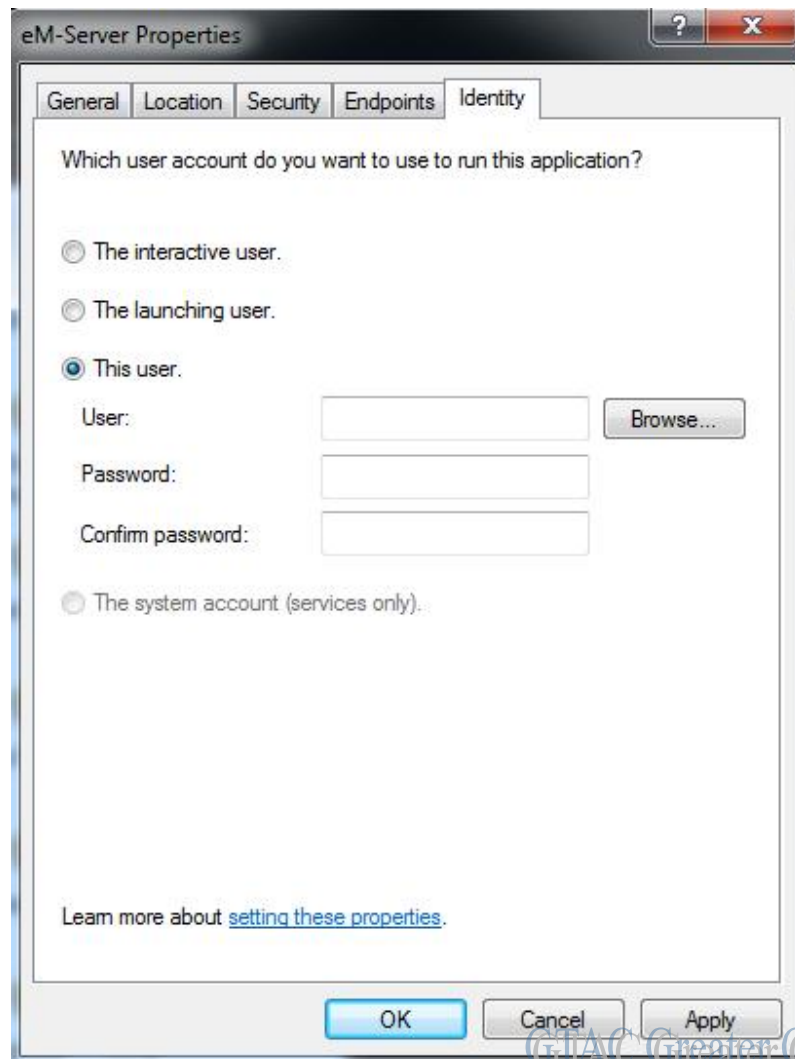 eM-Server Properties
?
X
General Location Security Endpoints Identity
Which user account do you want to use to run this application?
The interactive user.
The launching user.
This user.
User:
Browse...
Password:
Confirm password:
The system account (services only).
Learn more about setting these properties.
OK Cancel Apply
GTAC Greater